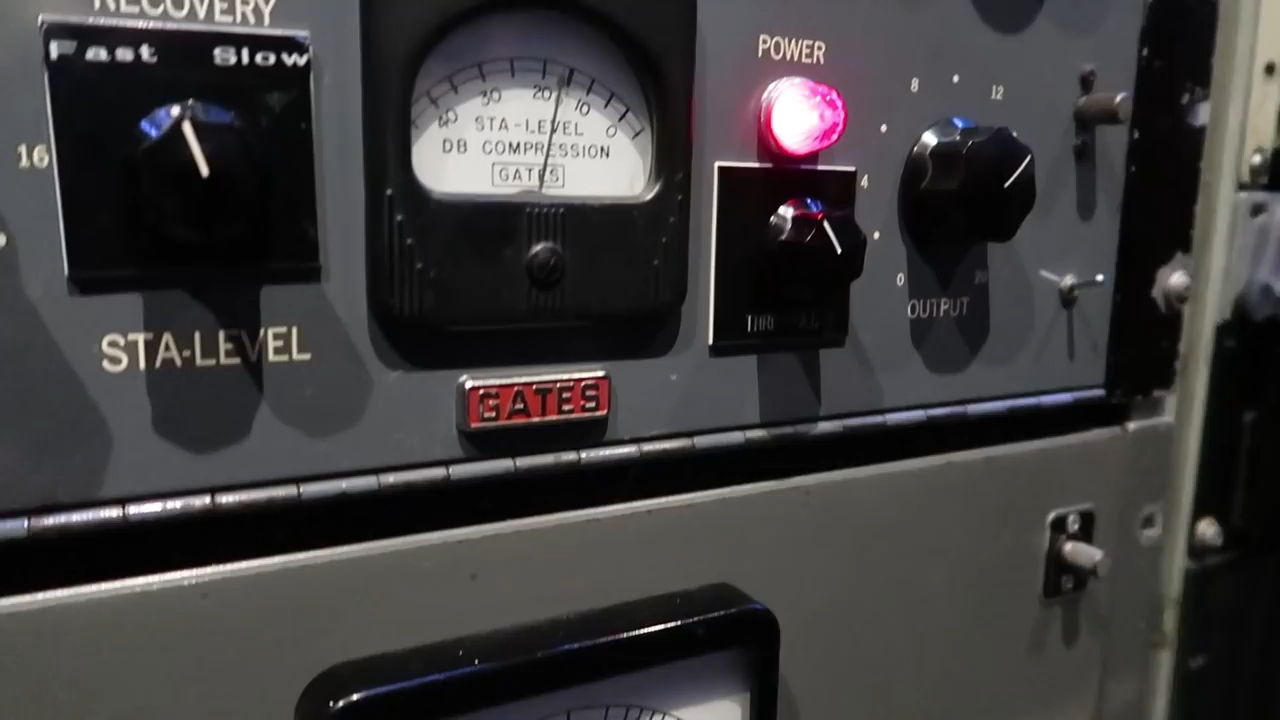 RECOVERY
Fast Slow
16
STA-LEVEL
40 30 20 10 0
STA-LEVEL
DB COMPRESSION
GATES
GATES
POWER
4
8 12
0 20
OUTPUT